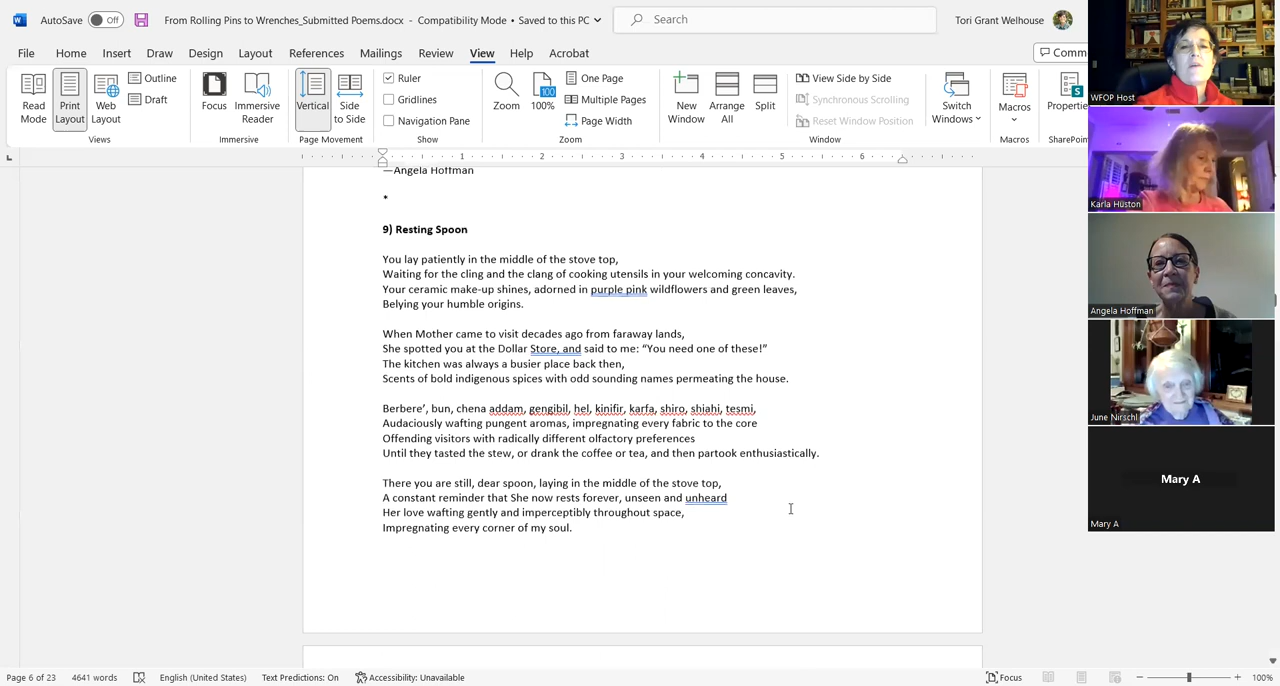 AutoSave Off From Rolling Pins to Wrenches_Submitted Poems.docx - Compatibility Mode • Saved to this PC Search Tori Grant Welhouse
File Home Insert Draw Design Layout References Mailings Review View Help Acrobat Comm
Read Mode
Print Layout
Web Layout
Outline
Draft
Views
Focus
Immersive Reader
Immersive
Vertical
Side to Side
Page Movement
Ruler
Gridlines
Navigation Pane
Show
Zoom
100
100%
One Page
Multiple Pages
Page Width
Zoom
New Window
Arrange All
Split
View Side by Side
Synchronous Scrolling
Reset Window Position
Window
Switch Windows
Macros
Macros
Properties
SharePoint
1 2 3 4 5 6
—Angela Hoffman
*
9) Resting Spoon
You lay patiently in the middle of the stove top,
Waiting for the cling and the clang of cooking utensils in your welcoming concavity.
Your ceramic make-up shines, adorned in purple pink wildflowers and green leaves,
Belying your humble origins.
When Mother came to visit decades ago from faraway lands,
She spotted you at the Dollar Store, and said to me: “You need one of these!”
The kitchen was always a busier place back then,
Scents of bold indigenous spices with odd sounding names permeating the house.
Berbere’, bun, chena addam, gengibil, hel, kinifir, karfa, shiro, shiahi, tesmi,
Audaciously wafting pungent aromas, impregnating every fabric to the core
Offending visitors with radically different olfactory preferences
Until they tasted the stew, or drank the coffee or tea, and then partook enthusiastically.
There you are still, dear spoon, laying in the middle of the stove top,
A constant reminder that She now rests forever, unseen and unheard
Her love wafting gently and imperceptibly throughout space,
Impregnating every corner of my soul.
WFOP Host
Karla Huston
Angela Hoffman
June Nirschl
Mary A
Mary A
Page 6 of 23 4641 words English (United States) Text Predictions: On Accessibility: Unavailable Focus 100%